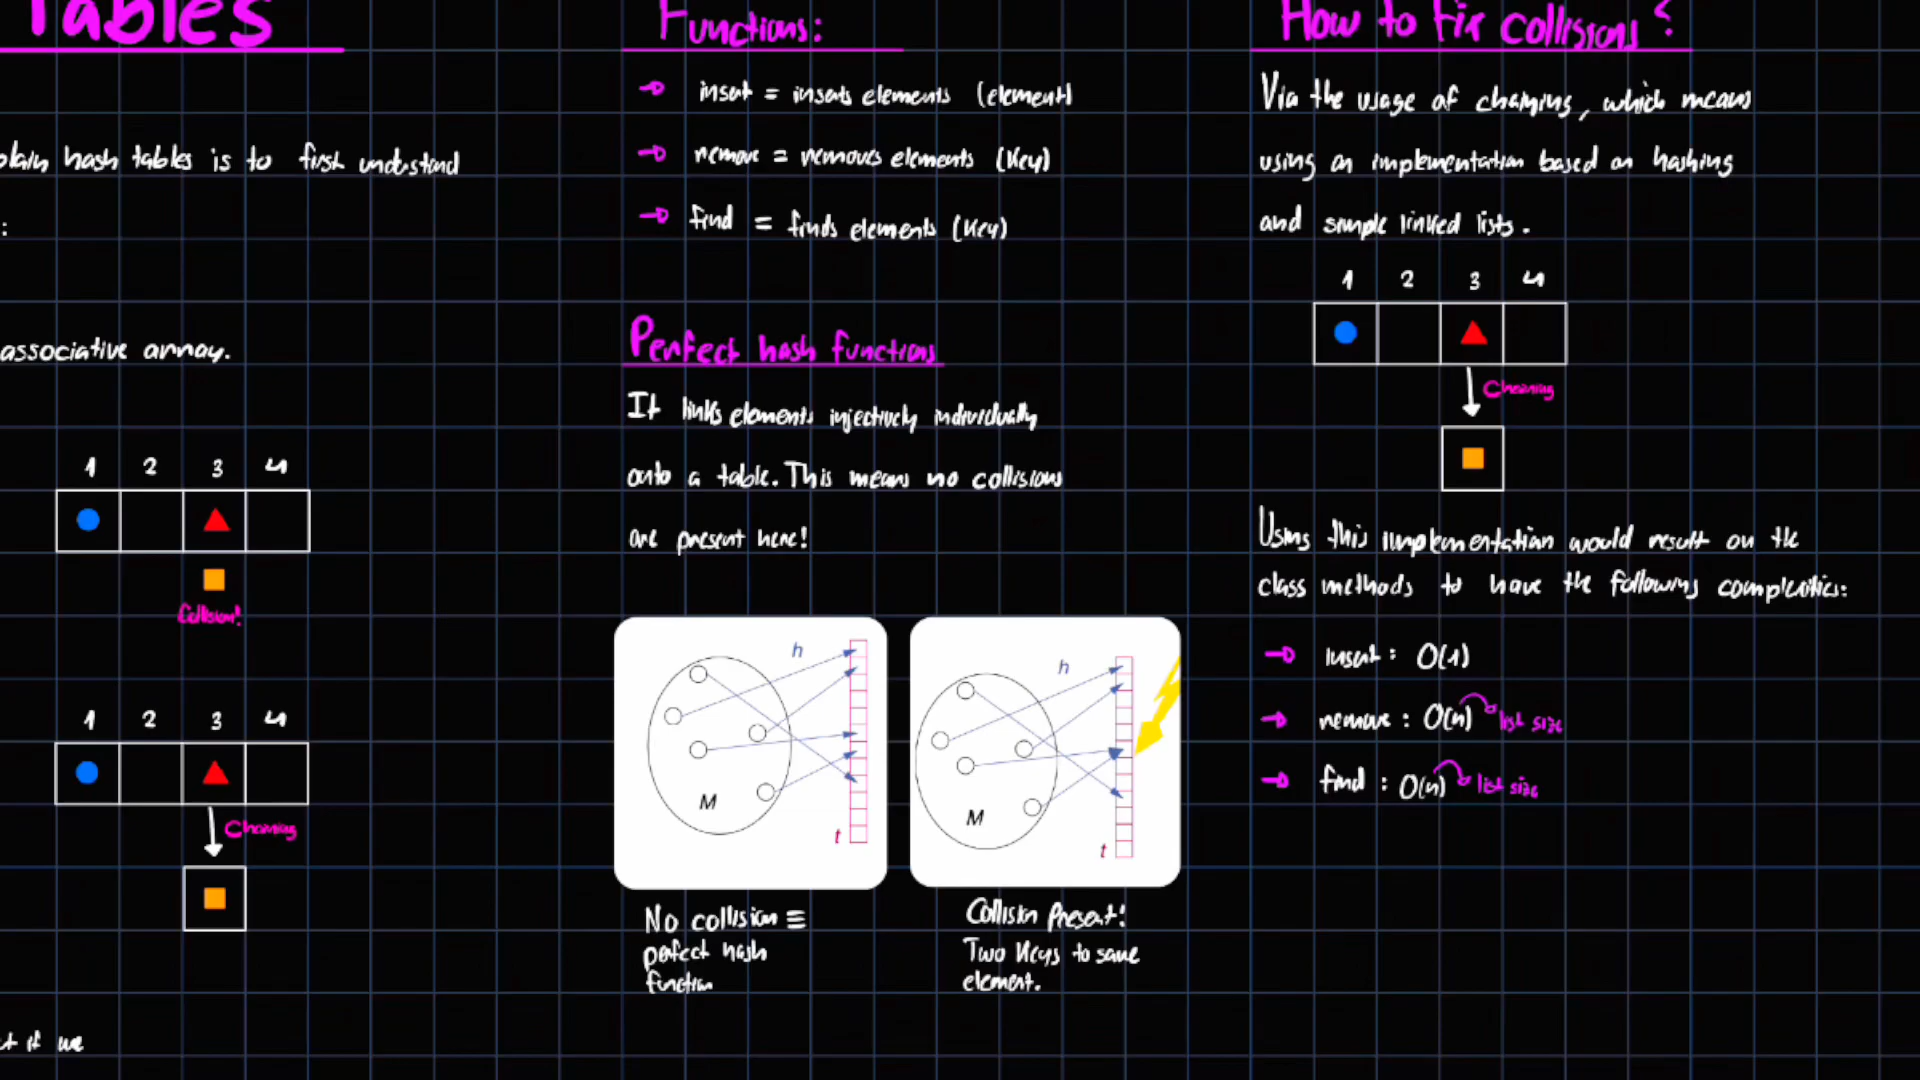 Tables
plain hash tables is to first understand
:
associative array.
1 2 3 4
Collision!
1 2 3 4
Chaining
t if we
Functions:
insert = inserts elements (element)
remove = removes elements (Key)
find = finds elements (Key)
Perfect hash functions
It links elements injectively individually
onto a table. This means no collisions
are present here!
h
M
t
No collision ≡
perfect hash
function
h
M
t
Collision Present!
Two Keys to same
element.
How to fix collisions?
Via the usage of chaining, which means
using an implementation based on hashing
and simple linked lists.
1 2 3 4
Chaining
Using this implementation would result on the
class methods to have the following complexities:
insert: O(1)
remove: O(n) list size
find: O(n) list size